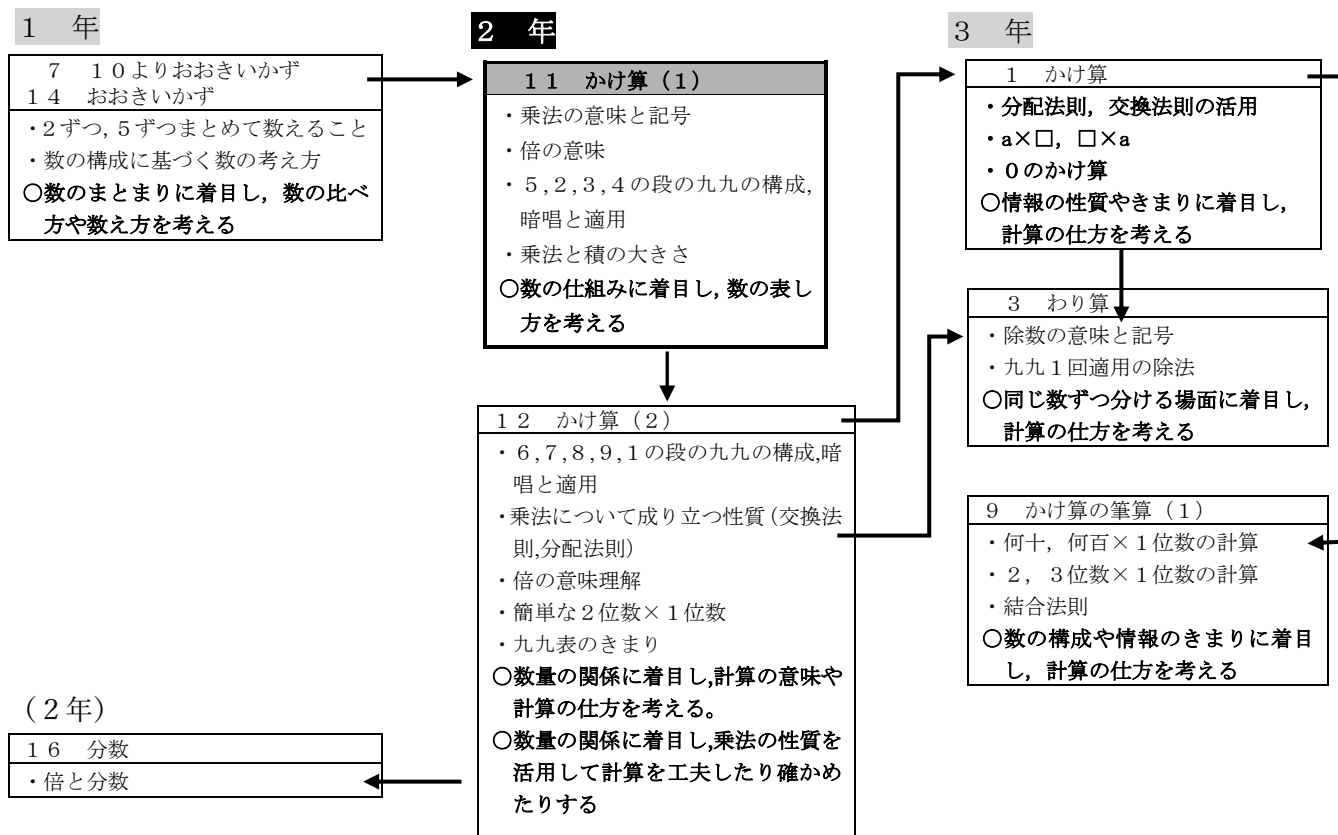 １　年
７　１０よりおおきいかず
１４　おおきいかず
・２ずつ，５ずつまとめて数えること
・数の構成に基づく数の考え方
〇数のまとまりに着目し，数の比べ
方や数え方を考える
２　年
１１　かけ算（１）
・乗法の意味と記号
・倍の意味
・５，２，３，４の段の九九の構成，
暗唱と適用
・乗法と積の大きさ
〇数の仕組みに着目し，数の表し
方を考える
１２　かけ算（２）
・６，７，８，９，１の段の九九の構成，暗
唱と適用
・乗法について成り立つ性質（交換法
則，分配法則）
・倍の意味理解
・簡単な２位数×１位数
・九九表のきまり
〇数量の関係に着目し，計算の意味や
計算の仕方を考える。
〇数量の関係に着目し，乗法の性質を
活用して計算を工夫したり確かめ
たりする
（２年）
１６　分数
・倍と分数
３　年
１　かけ算
・分配法則，交換法則の活用
・a×□，□×a
・０のかけ算
〇情報の性質やきまりに着目し，
計算の仕方を考える
３　わり算
・除数の意味と記号
・九九１回適用の除法
〇同じ数ずつ分ける場面に着目し，
計算の仕方を考える
９　かけ算の筆算（１）
・何十，何百×１位数の計算
・２，３位数×１位数の計算
・結合法則
〇数の構成や情報のきまりに着目
し，計算の仕方を考える